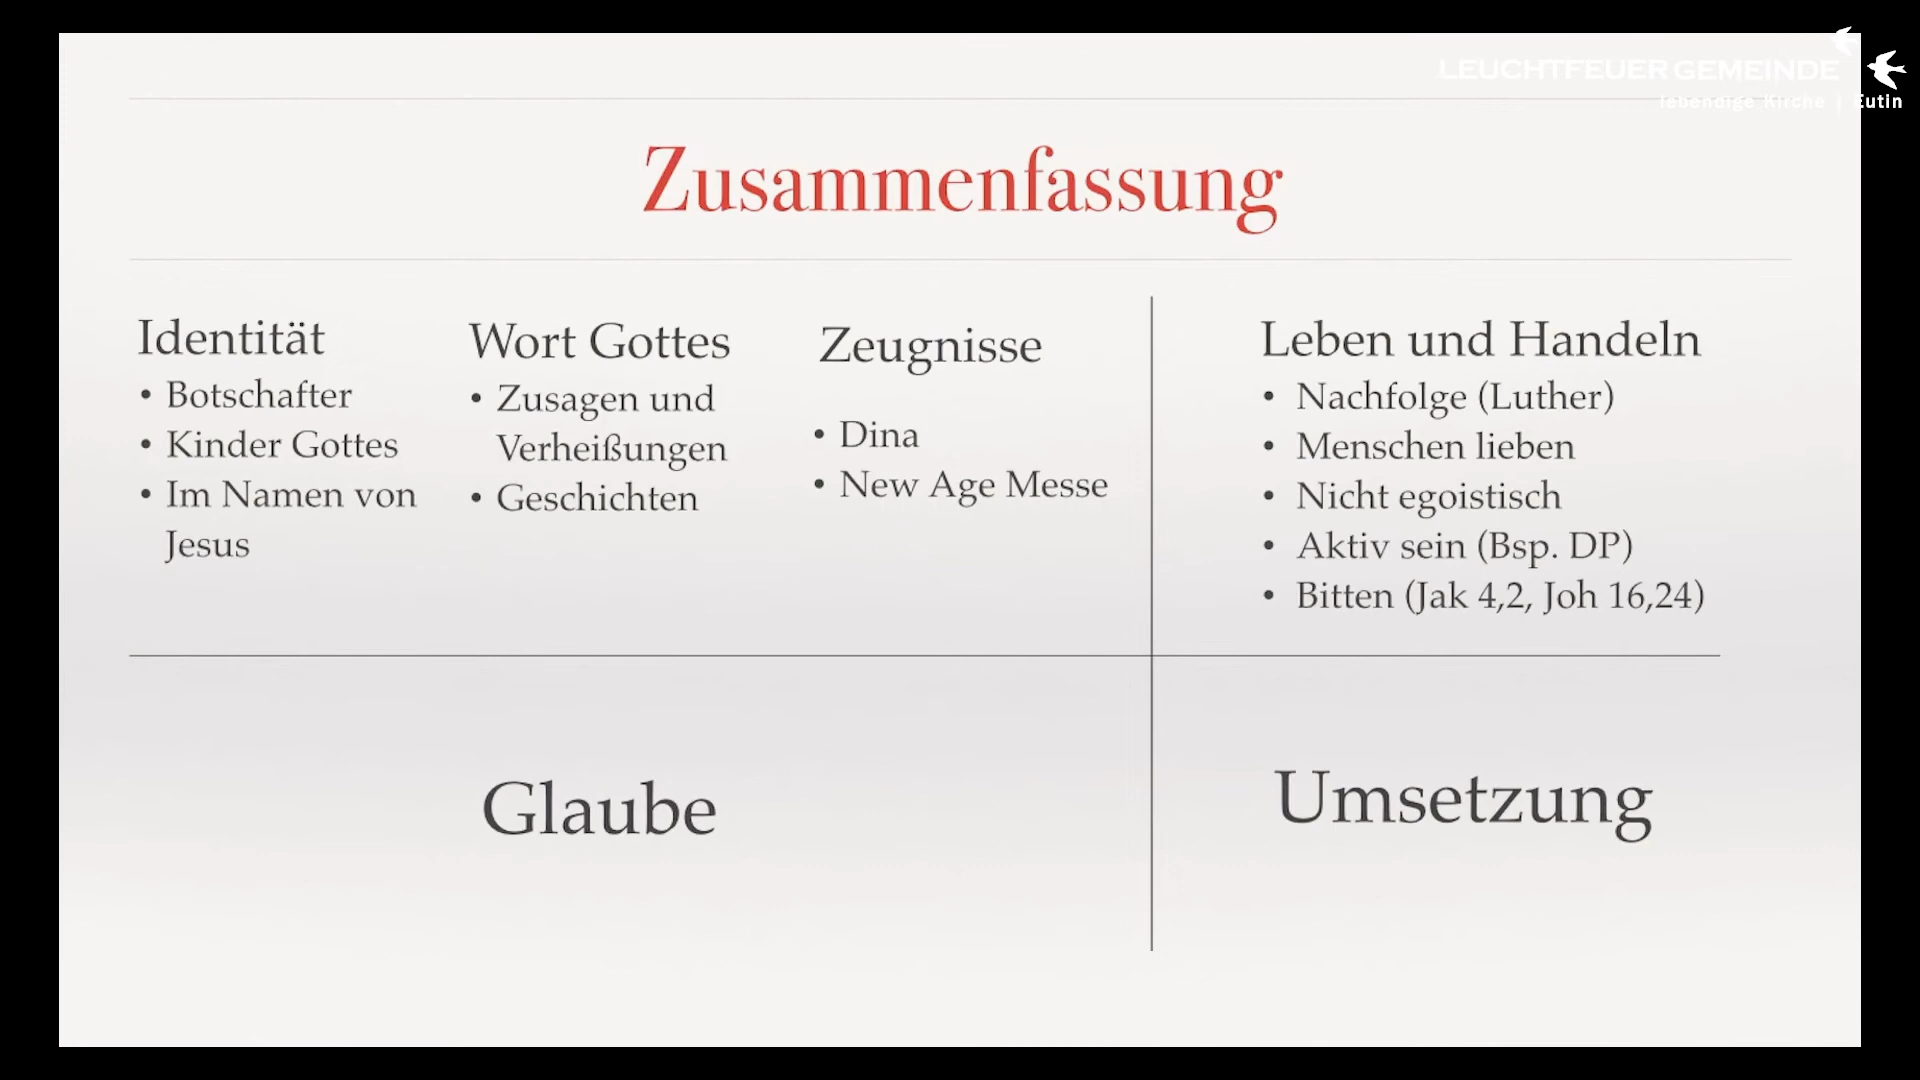 LEUCHTFEUER GEMEINDE
lebendige Kirche | Eutin
Zusammenfassung
Identität
• Botschafter
• Kinder Gottes
• Im Namen von
Jesus
Wort Gottes
• Zusagen und
Verheißungen
• Geschichten
Zeugnisse
• Dina
• New Age Messe
Leben und Handeln
• Nachfolge (Luther)
• Menschen lieben
• Nicht egoistisch
• Aktiv sein (Bsp. DP)
• Bitten (Jak 4,2, Joh 16,24)
Glaube
Umsetzung